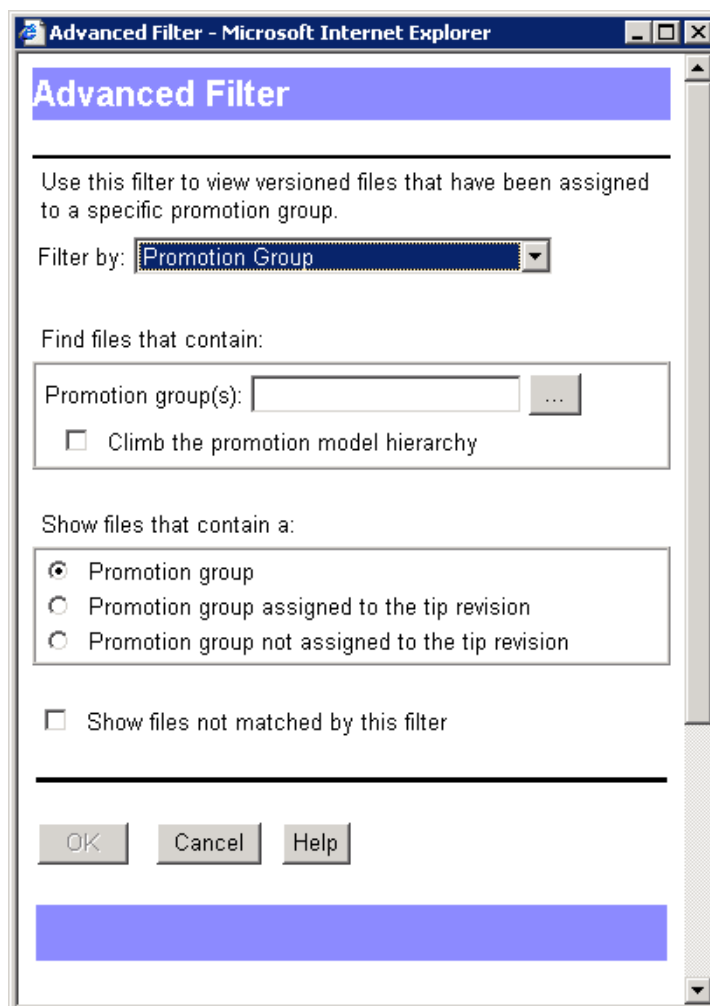 Advanced Filter - Microsoft Internet Explorer
Advanced Filter
Use this filter to view versioned files that have been assigned
to a specific promotion group.
Filter by: Promotion Group
Find files that contain:
Promotion group(s): ...
Climb the promotion model hierarchy
Show files that contain a:
Promotion group
Promotion group assigned to the tip revision
Promotion group not assigned to the tip revision
Show files not matched by this filter
OK Cancel Help